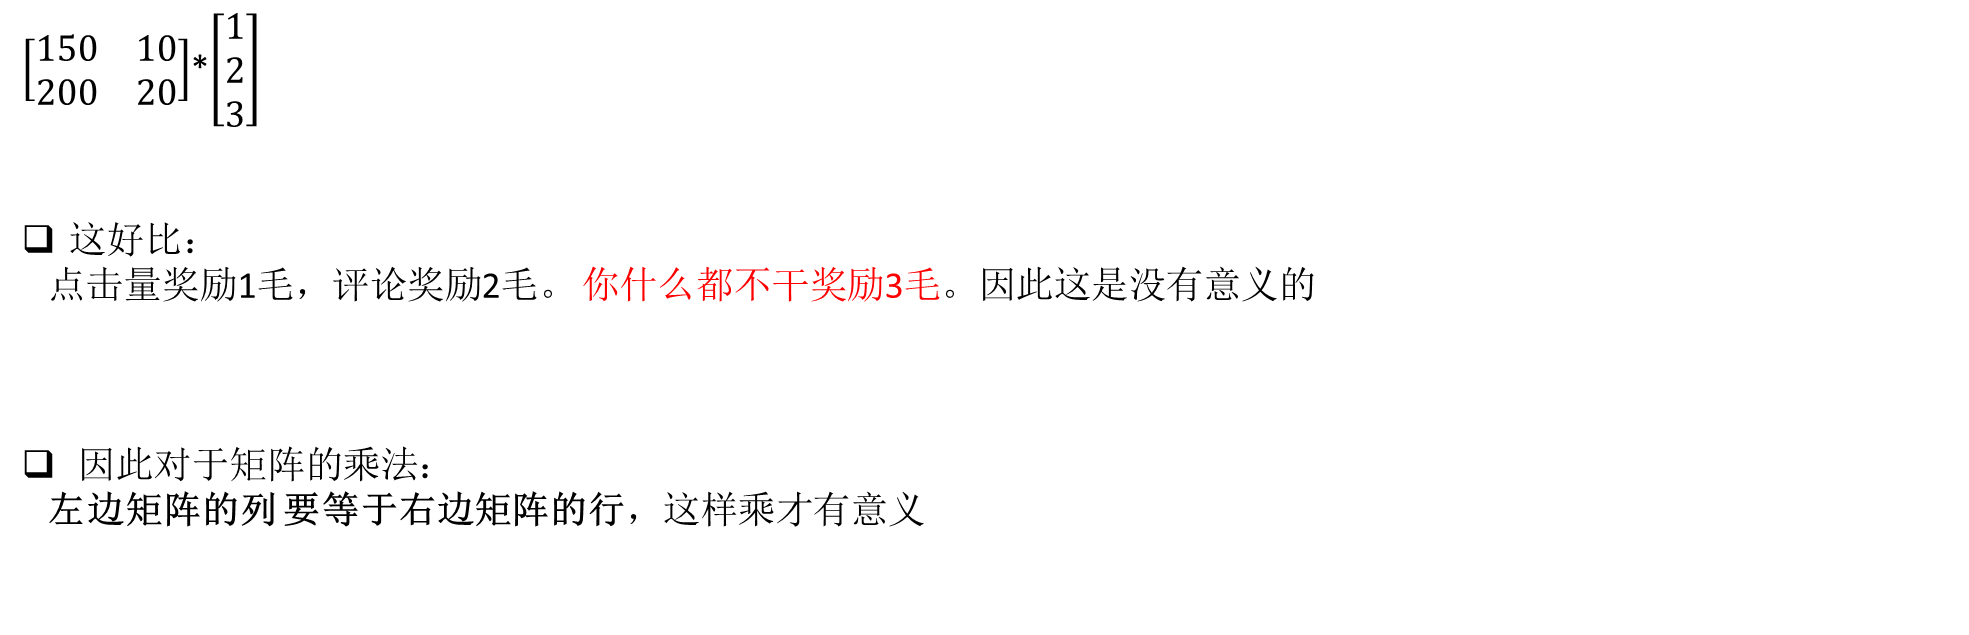 [150 10
200 20]*[1
2
3]
❑ 这好比：
点击量奖励1毛，评论奖励2毛。你什么都不干奖励3毛。因此这是没有意义的
❑ 因此对于矩阵的乘法：
左边矩阵的列 要等于右边矩阵的行，这样乘才有意义